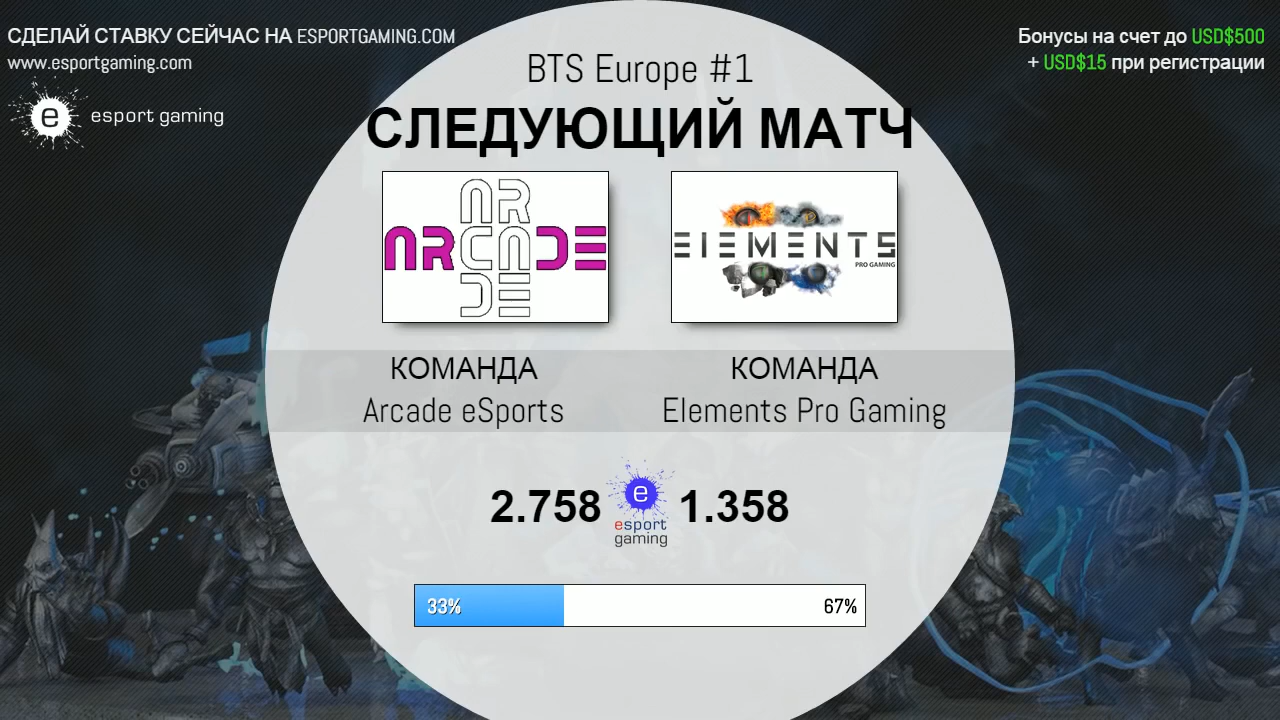 СДЕЛАЙ СТАВКУ СЕЙЧАС НА ESPORTGAMING.COM
www.esportgaming.com
e esport gaming
Бонусы на счет до USD$500
+ USD$15 при регистрации
BTS Europe #1
СЛЕДУЮЩИЙ МАТЧ
AR
ARCADE
DE
ELEMENTS
PRO GAMING
КОМАНДА КОМАНДА
Arcade eSports Elements Pro Gaming
2.758 e 1.358
esport
gaming
33% 67%